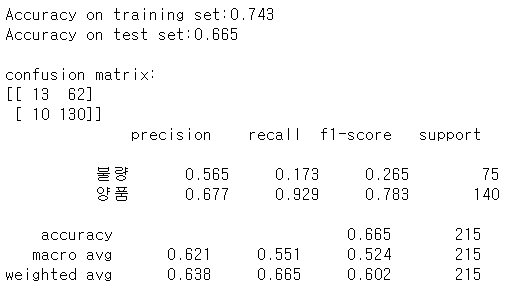 Accuracy on training set:0.743
Accuracy on test set:0.665
confusion matrix:
[[ 13  62]
 [ 10 130]]
precision recall f1-score support
불량 0.565 0.173 0.265 75
양품 0.677 0.929 0.783 140
accuracy 0.665 215
macro avg 0.621 0.551 0.524 215
weighted avg 0.638 0.665 0.602 215